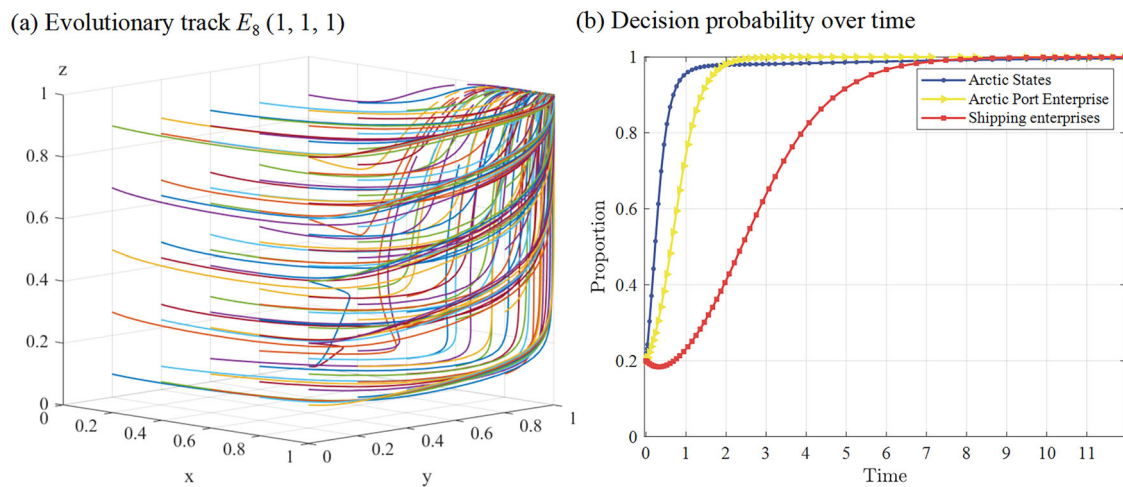 (a) Evolutionary track E₈ (1, 1, 1)
z
1
0.8
0.6
0.4
0.2
0
0
0.2
0.4
0.6
0.8
1
x
0
0.2
0.4
0.6
0.8
1
y
(b) Decision probability over time
1
0.8
0.6
0.4
0.2
0
Proportion
0 1 2 3 4 5 6 7 8 9 10 11
Time
Arctic States
Arctic Port Enterprise
Shipping enterprises